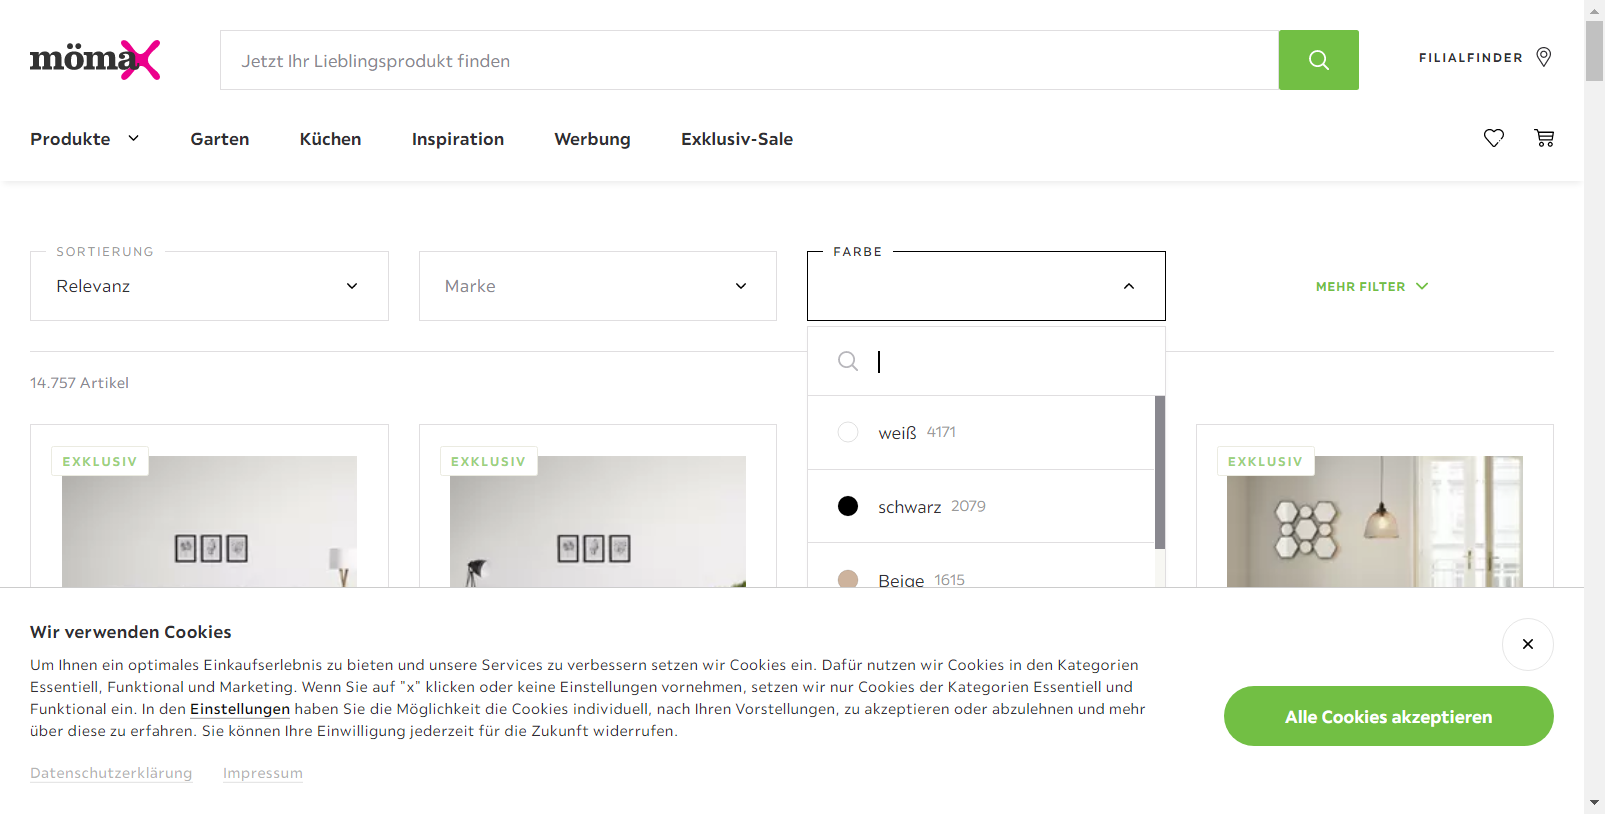 mömax
Jetzt Ihr Lieblingsprodukt finden
FILIALFINDER
Produkte
Garten
Küchen
Inspiration
Werbung
Exklusiv-Sale
SORTIERUNG
Relevanz
Marke
FARBE
MEHR FILTER
14.757 Artikel
weiß 4171
schwarz 2079
Beige 1615
EXKLUSIV
EXKLUSIV
EXKLUSIV
Wir verwenden Cookies
Um Ihnen ein optimales Einkaufserlebnis zu bieten und unsere Services zu verbessern setzen wir Cookies ein. Dafür nutzen wir Cookies in den Kategorien
Essentiell, Funktional und Marketing. Wenn Sie auf "x" klicken oder keine Einstellungen vornehmen, setzen wir nur Cookies der Kategorien Essentiell und
Funktional ein. In den Einstellungen haben Sie die Möglichkeit die Cookies individuell, nach Ihren Vorstellungen, zu akzeptieren oder abzulehnen und mehr
über diese zu erfahren. Sie können Ihre Einwilligung jederzeit für die Zukunft widerrufen.
Alle Cookies akzeptieren
Datenschutzerklärung
Impressum